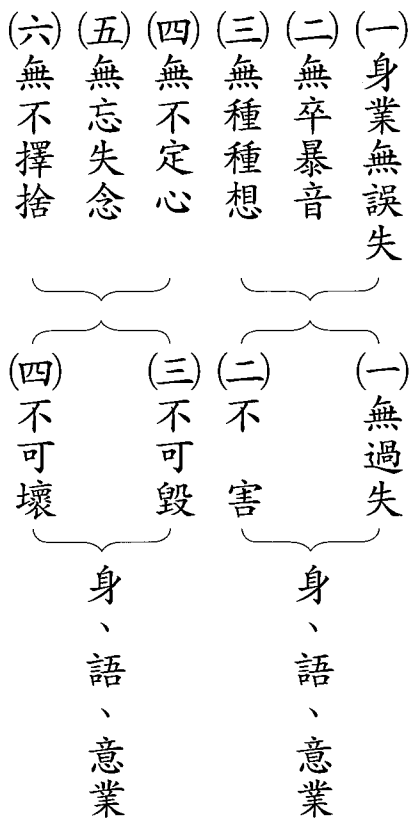 (一)身業無誤失
(二)無卒暴音
(三)無種種想
(四)無不定心
(五)無忘失念
(六)無不擇捨
(一)無過失
(二)不　害
(三)不可毀
(四)不可壞
身、語、意業
身、語、意業